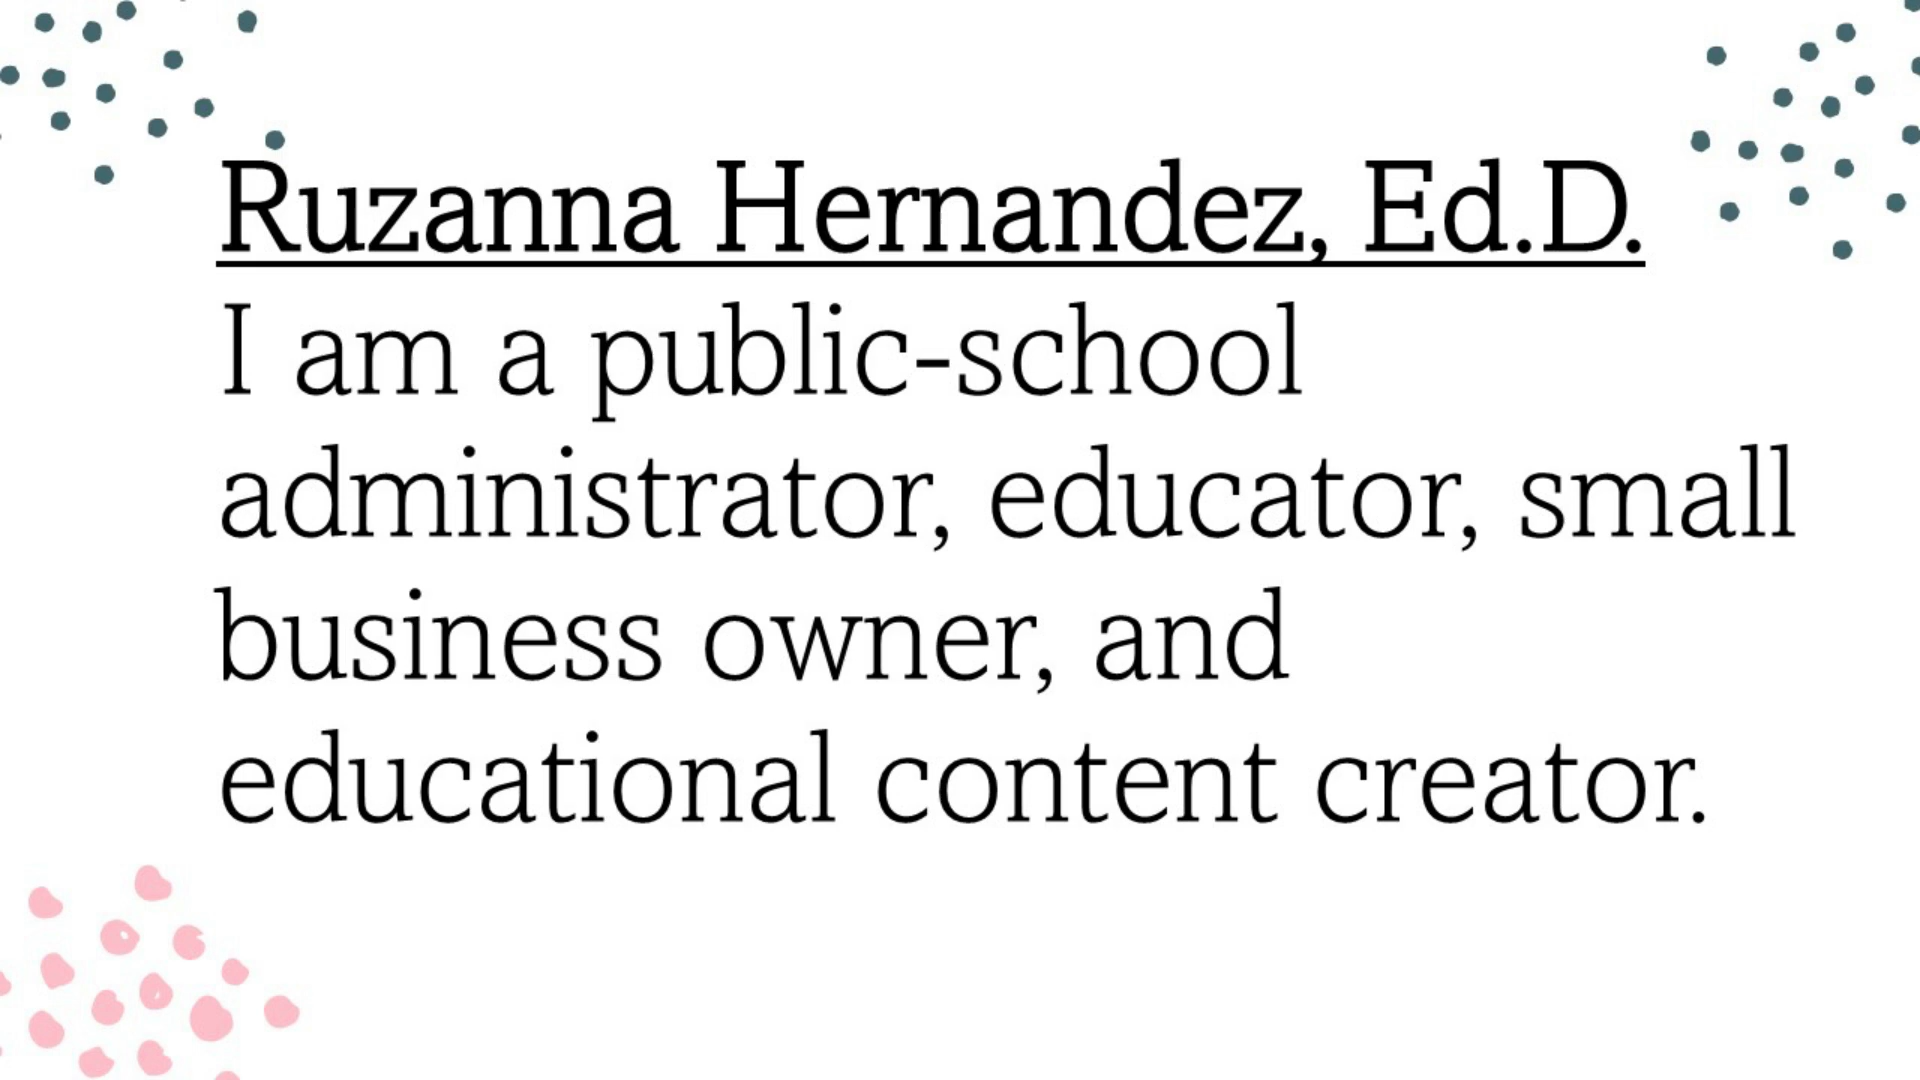 Ruzanna Hernandez, Ed.D.
I am a public-school
administrator, educator, small
business owner, and
educational content creator.